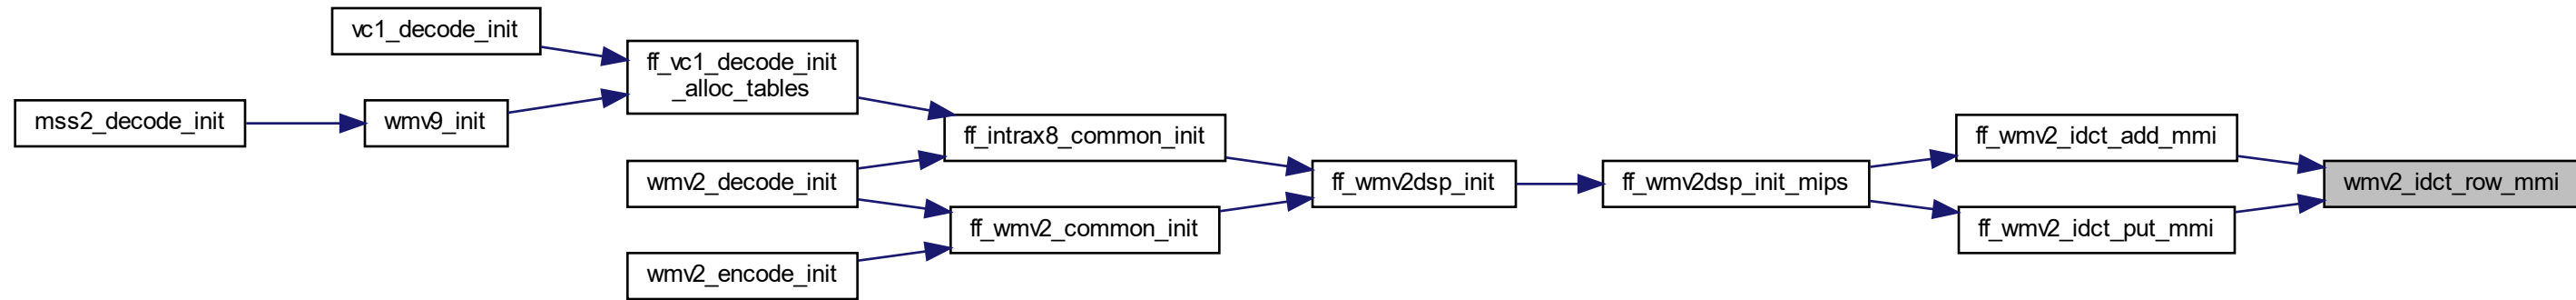 vc1_decode_init
mss2_decode_init
wmv9_init
ff_vc1_decode_init
_alloc_tables
wmv2_decode_init
wmv2_encode_init
ff_intrax8_common_init
ff_wmv2_common_init
ff_wmv2dsp_init
ff_wmv2dsp_init_mips
ff_wmv2_idct_add_mmi
ff_wmv2_idct_put_mmi
wmv2_idct_row_mmi